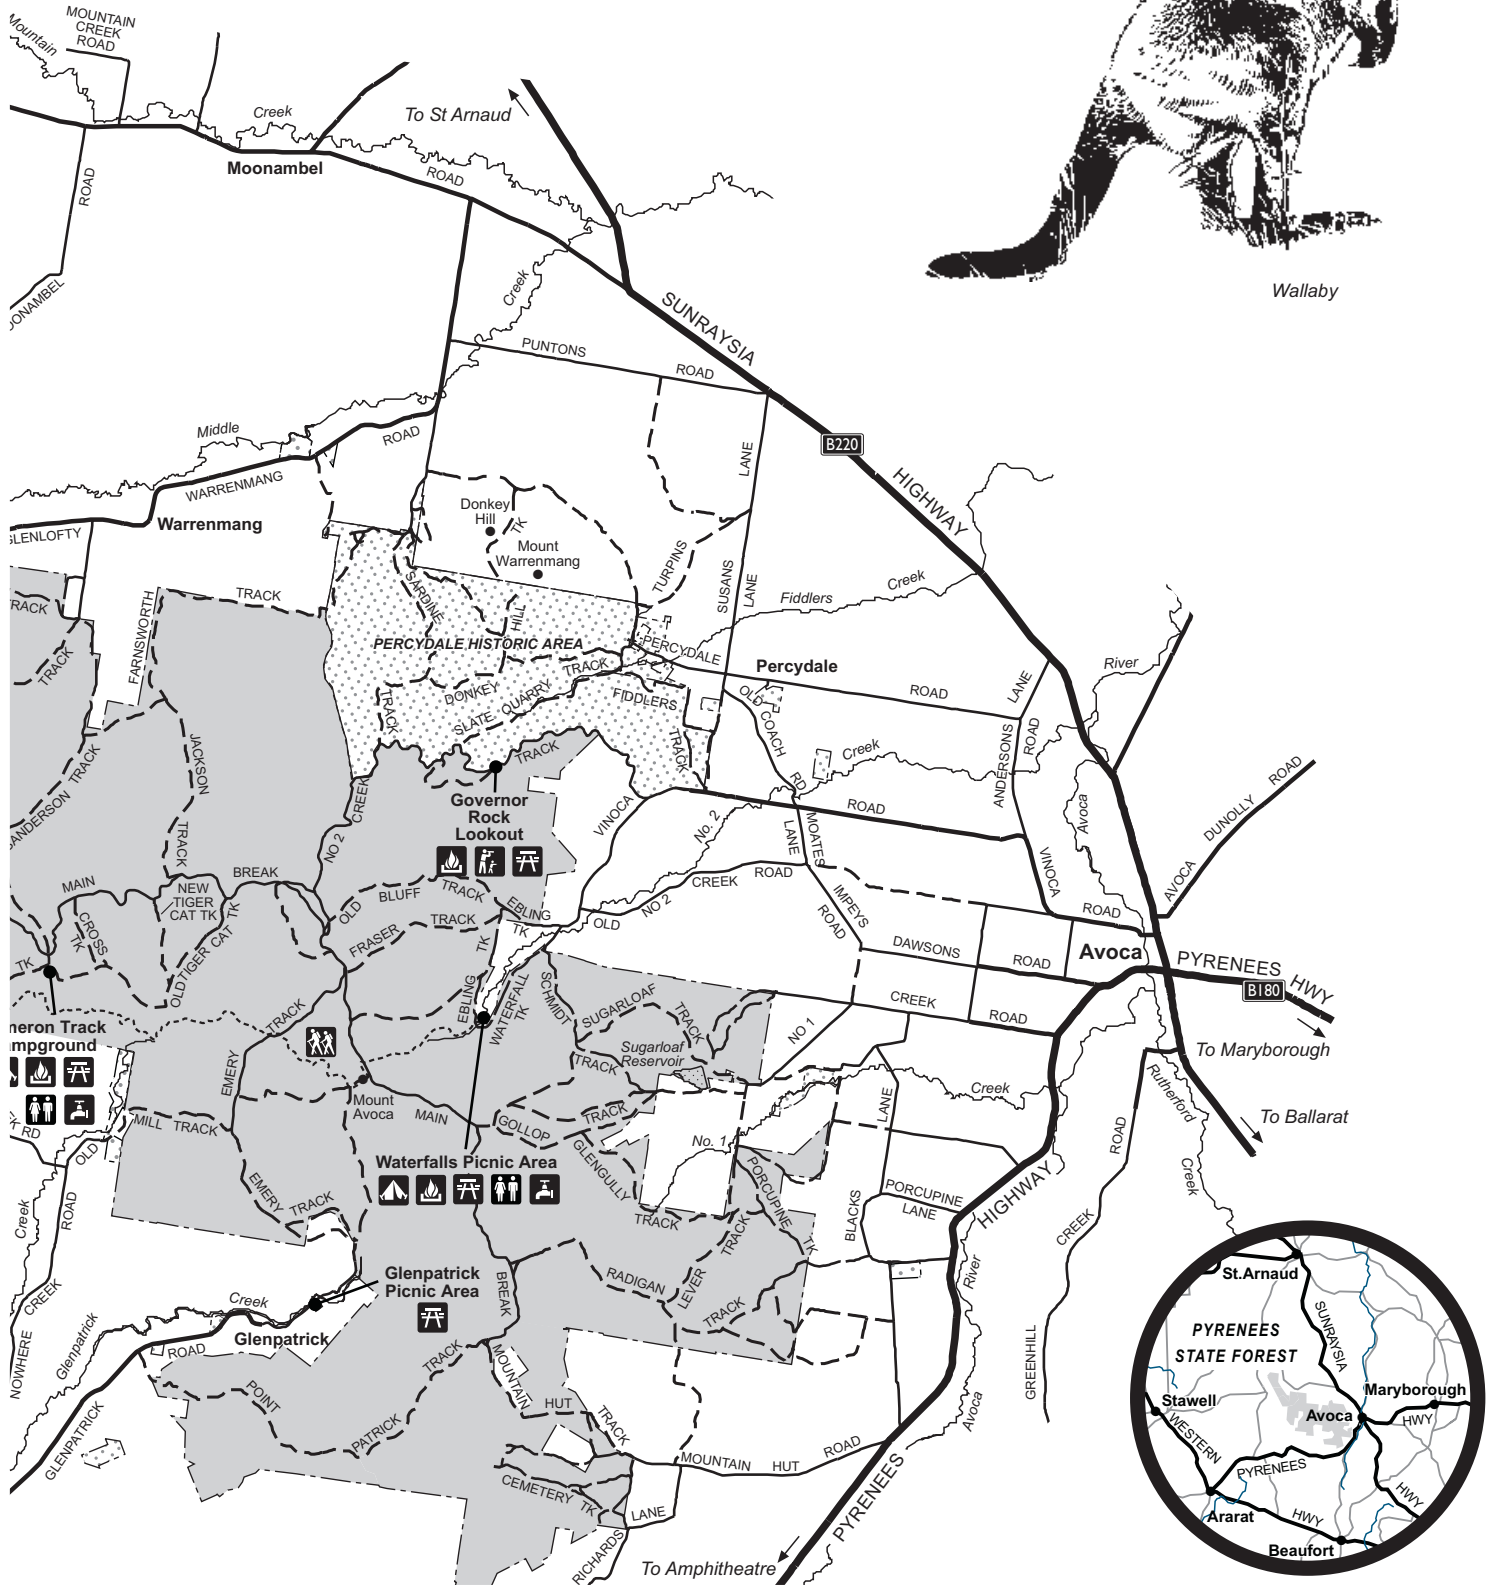 Mountain
MOUNTAIN
CREEK
ROAD
Creek
To St Arnaud
Moonambel
ROAD
ROAD
Wallaby
Creek
SUNRAYSIA
PUNTONS
ROAD
Middle
ROAD
WARRENMANG
Warrenmang
B220
HIGHWAY
LANE
Donkey
Hill
TK
Mount
Warrenmang
TURPINS
SUSANS
LANE
Fiddlers
Creek
TRACK
TRACK
FARNSWORTH
TRACK
SARDINE
HILL
PERCYDALE HISTORIC AREA
PERCYDALE
Percydale
ROAD
LANE
River
TRACK
DONKEY
SLATE QUARRY
TRACK
FIDDLERS
TRACK
OLD COACH
RD
Creek
ANDERSONS
ROAD
JACKSON
TRACK
SANDERSON TRACK
TRACK
Governor
Rock
Lookout
CREEK
NO 2
VINOCA
No. 2
ROAD
MOATES
LANE
Avoca
AVOCA
DUNOLLY
ROAD
VINOCA
ROAD
MAIN
BREAK
NEW
TIGER
CAT TK
OLD TIGER CAT TK
CROSS
TK
TK
OLD
BLUFF
TRACK
FRASER
TRACK
EBLING
TK
OLD
NO 2
CREEK
ROAD
IMPEYS
ROAD
DAWSONS
ROAD
Avoca
PYRENEES
HWY
B180
To Maryborough
EBLING
TK
WATERFALL
TK
SCHMIDT
TRACK
SUGARLOAF
TRACK
Sugarloaf
Reservoir
CREEK
ROAD
NO 1
TRACK
EMERY
Mount
Avoca
MAIN
GOLLOP
TRACK
GLENGULLY
TRACK
No. 1
Creek
LANE
Rutherford
Creek
To Ballarat
MILL TRACK
OLD
ROAD
Creek
EMERY
TRACK
Waterfalls Picnic Area
PORCUPINE
TK
BLACKS
PORCUPINE
LANE
HIGHWAY
ROAD
CREEK
GREENHILL
Glenpatrick
Picnic Area
Creek
Glenpatrick
Glenpatrick
ROAD
GLENPATRICK
NOWHERE
CREEK
BREAK
RADIGAN
LEVER
TRACK
TRACK
River
Avoca
POINT
PATRICK
TRACK
MOUNTAIN
HUT
TRACK
MOUNTAIN
HUT
ROAD
CEMETERY TK
LANE
RICHARDS
PYRENEES
To Amphitheatre
St.Arnaud
SUNRAYSIA
PYRENEES
STATE FOREST
Maryborough
Stawell
Avoca
HWY
WESTERN
PYRENEES
HWY
Ararat
HWY
Beaufort